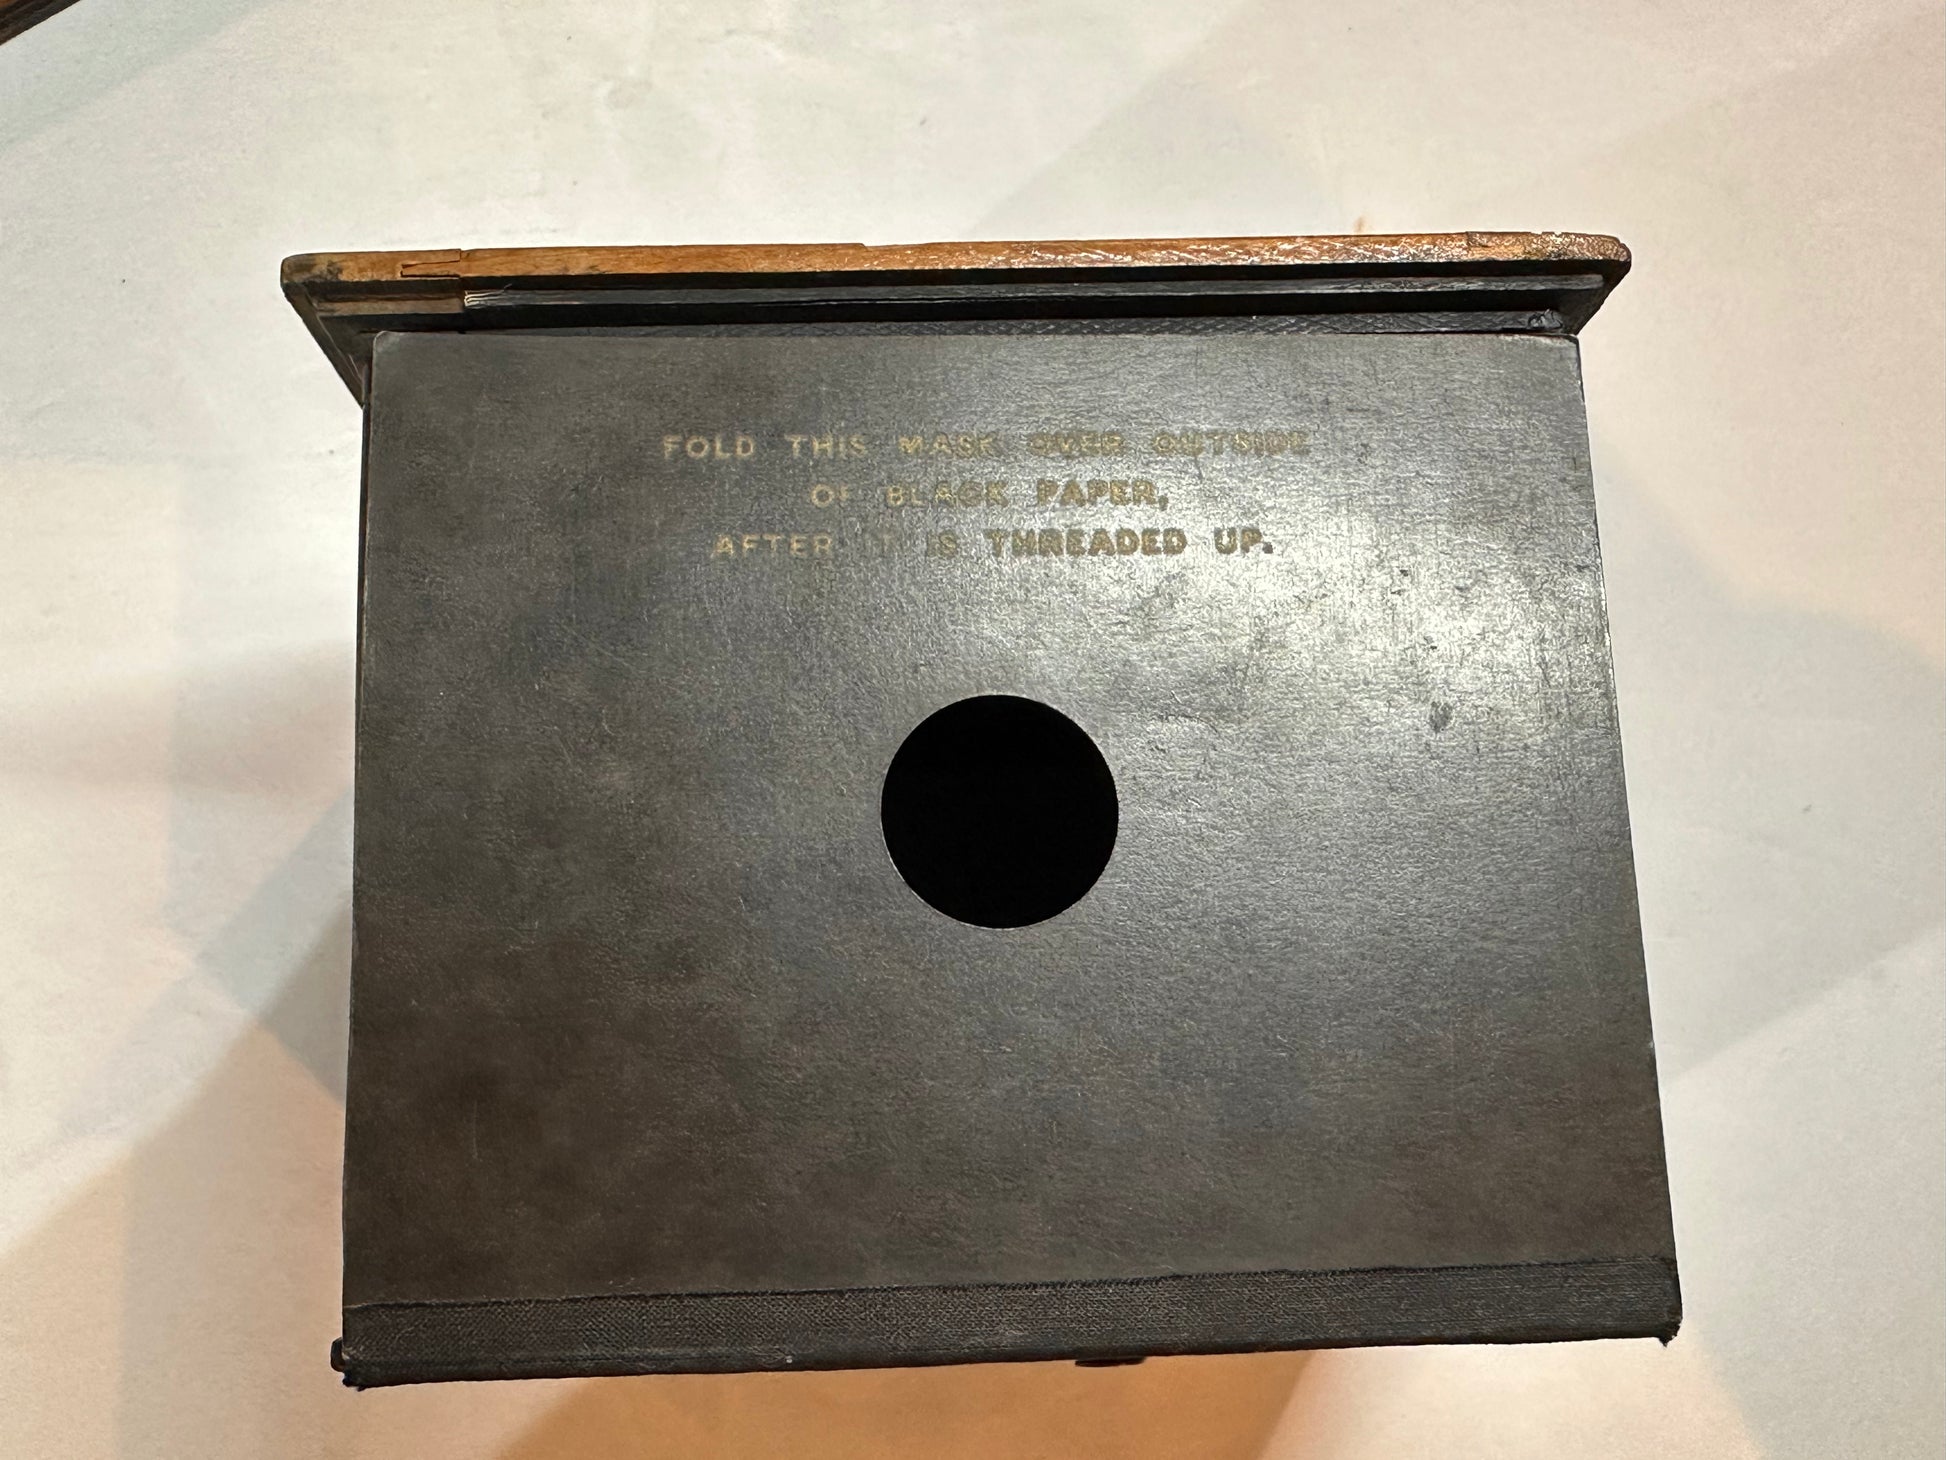 FOLD THIS MASK OVER OUTSIDE
OF BLACK PAPER,
AFTER IT IS THREADED UP.